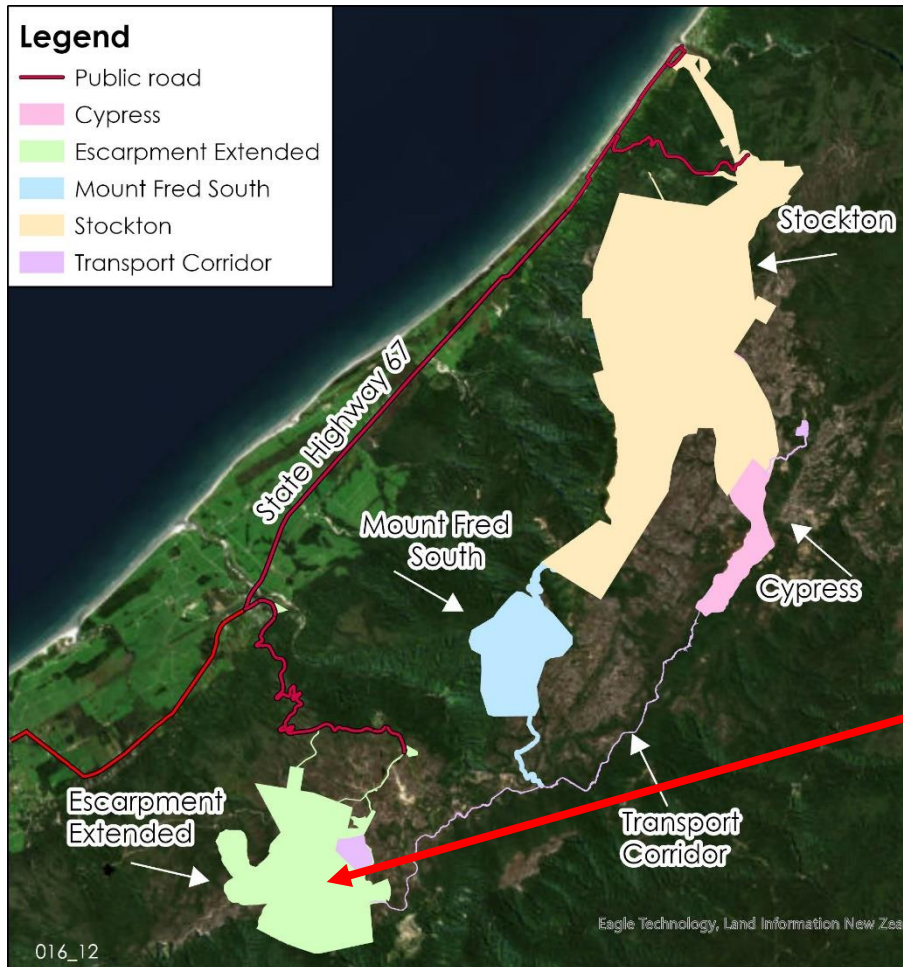 Legend
Public road
Cypress
Escarpment Extended
Mount Fred South
Stockton
Transport Corridor
Stockton
State Highway 67
Mount Fred
South
Cypress
Escarpment
Extended
Transport
Corridor
Eagle Technology, Land Information New Zea
016_12